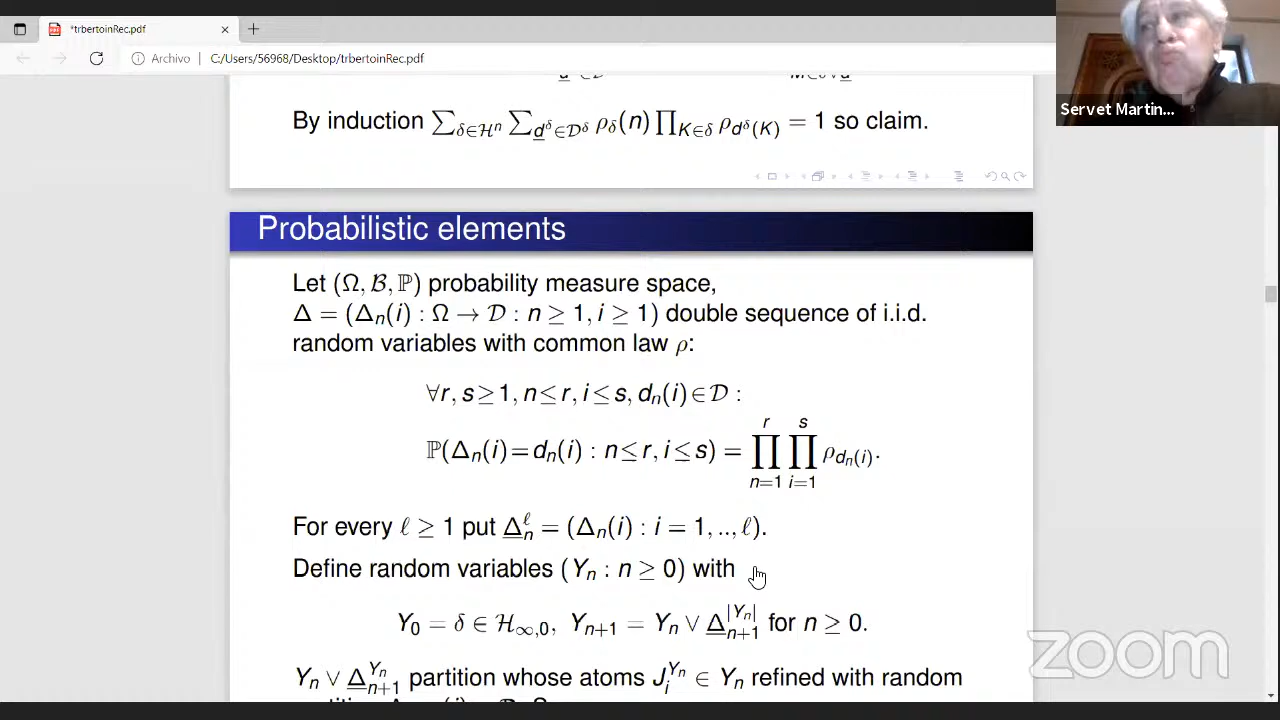 *trbertoinRec.pdf
Archivo | C:/Users/56968/Desktop/trbertoinRec.pdf
Servet Martin...
By induction ∑_{δ∈ℋⁿ} ∑_{d̲^δ∈𝒟^δ} ρ_δ(n) ∏_{K∈δ} ρ_{d^δ(K)} = 1 so claim.
Probabilistic elements
Let (Ω, ℬ, ℙ) probability measure space,
Δ = (Δ_n(i) : Ω → 𝒟 : n ≥ 1, i ≥ 1) double sequence of i.i.d.
random variables with common law ρ:
∀r, s ≥ 1, n ≤ r, i ≤ s, d_n(i) ∈ 𝒟 :
ℙ(Δ_n(i) = d_n(i) : n ≤ r, i ≤ s) = ∏_{n=1}^{r} ∏_{i=1}^{s} ρ_{d_n(i)}.
For every ℓ ≥ 1 put Δ̲_n^ℓ = (Δ_n(i) : i = 1, .., ℓ).
Define random variables (Y_n : n ≥ 0) with
Y_0 = δ ∈ ℋ_{∞,0}, Y_{n+1} = Y_n ∨ Δ̲_{n+1}^{|Y_n|} for n ≥ 0.
Y_n ∨ Δ̲_{n+1}^{Y_n} partition whose atoms J_i^{Y_n} ∈ Y_n refined with random
zoom